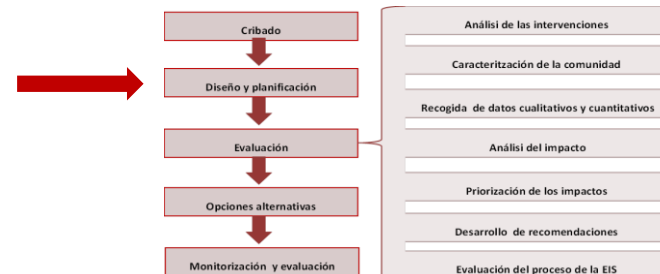 Cribado
Diseño y planificación
Evaluación
Opciones alternativas
Monitorización y evaluación
Análisi de las intervenciones
Caracteritzación de la comunidad
Recogida de datos cualitativos y cuantitativos
Análisi del impacto
Priorización de los impactos
Desarrollo de recomendaciones
Evaluación del proceso de la EIS